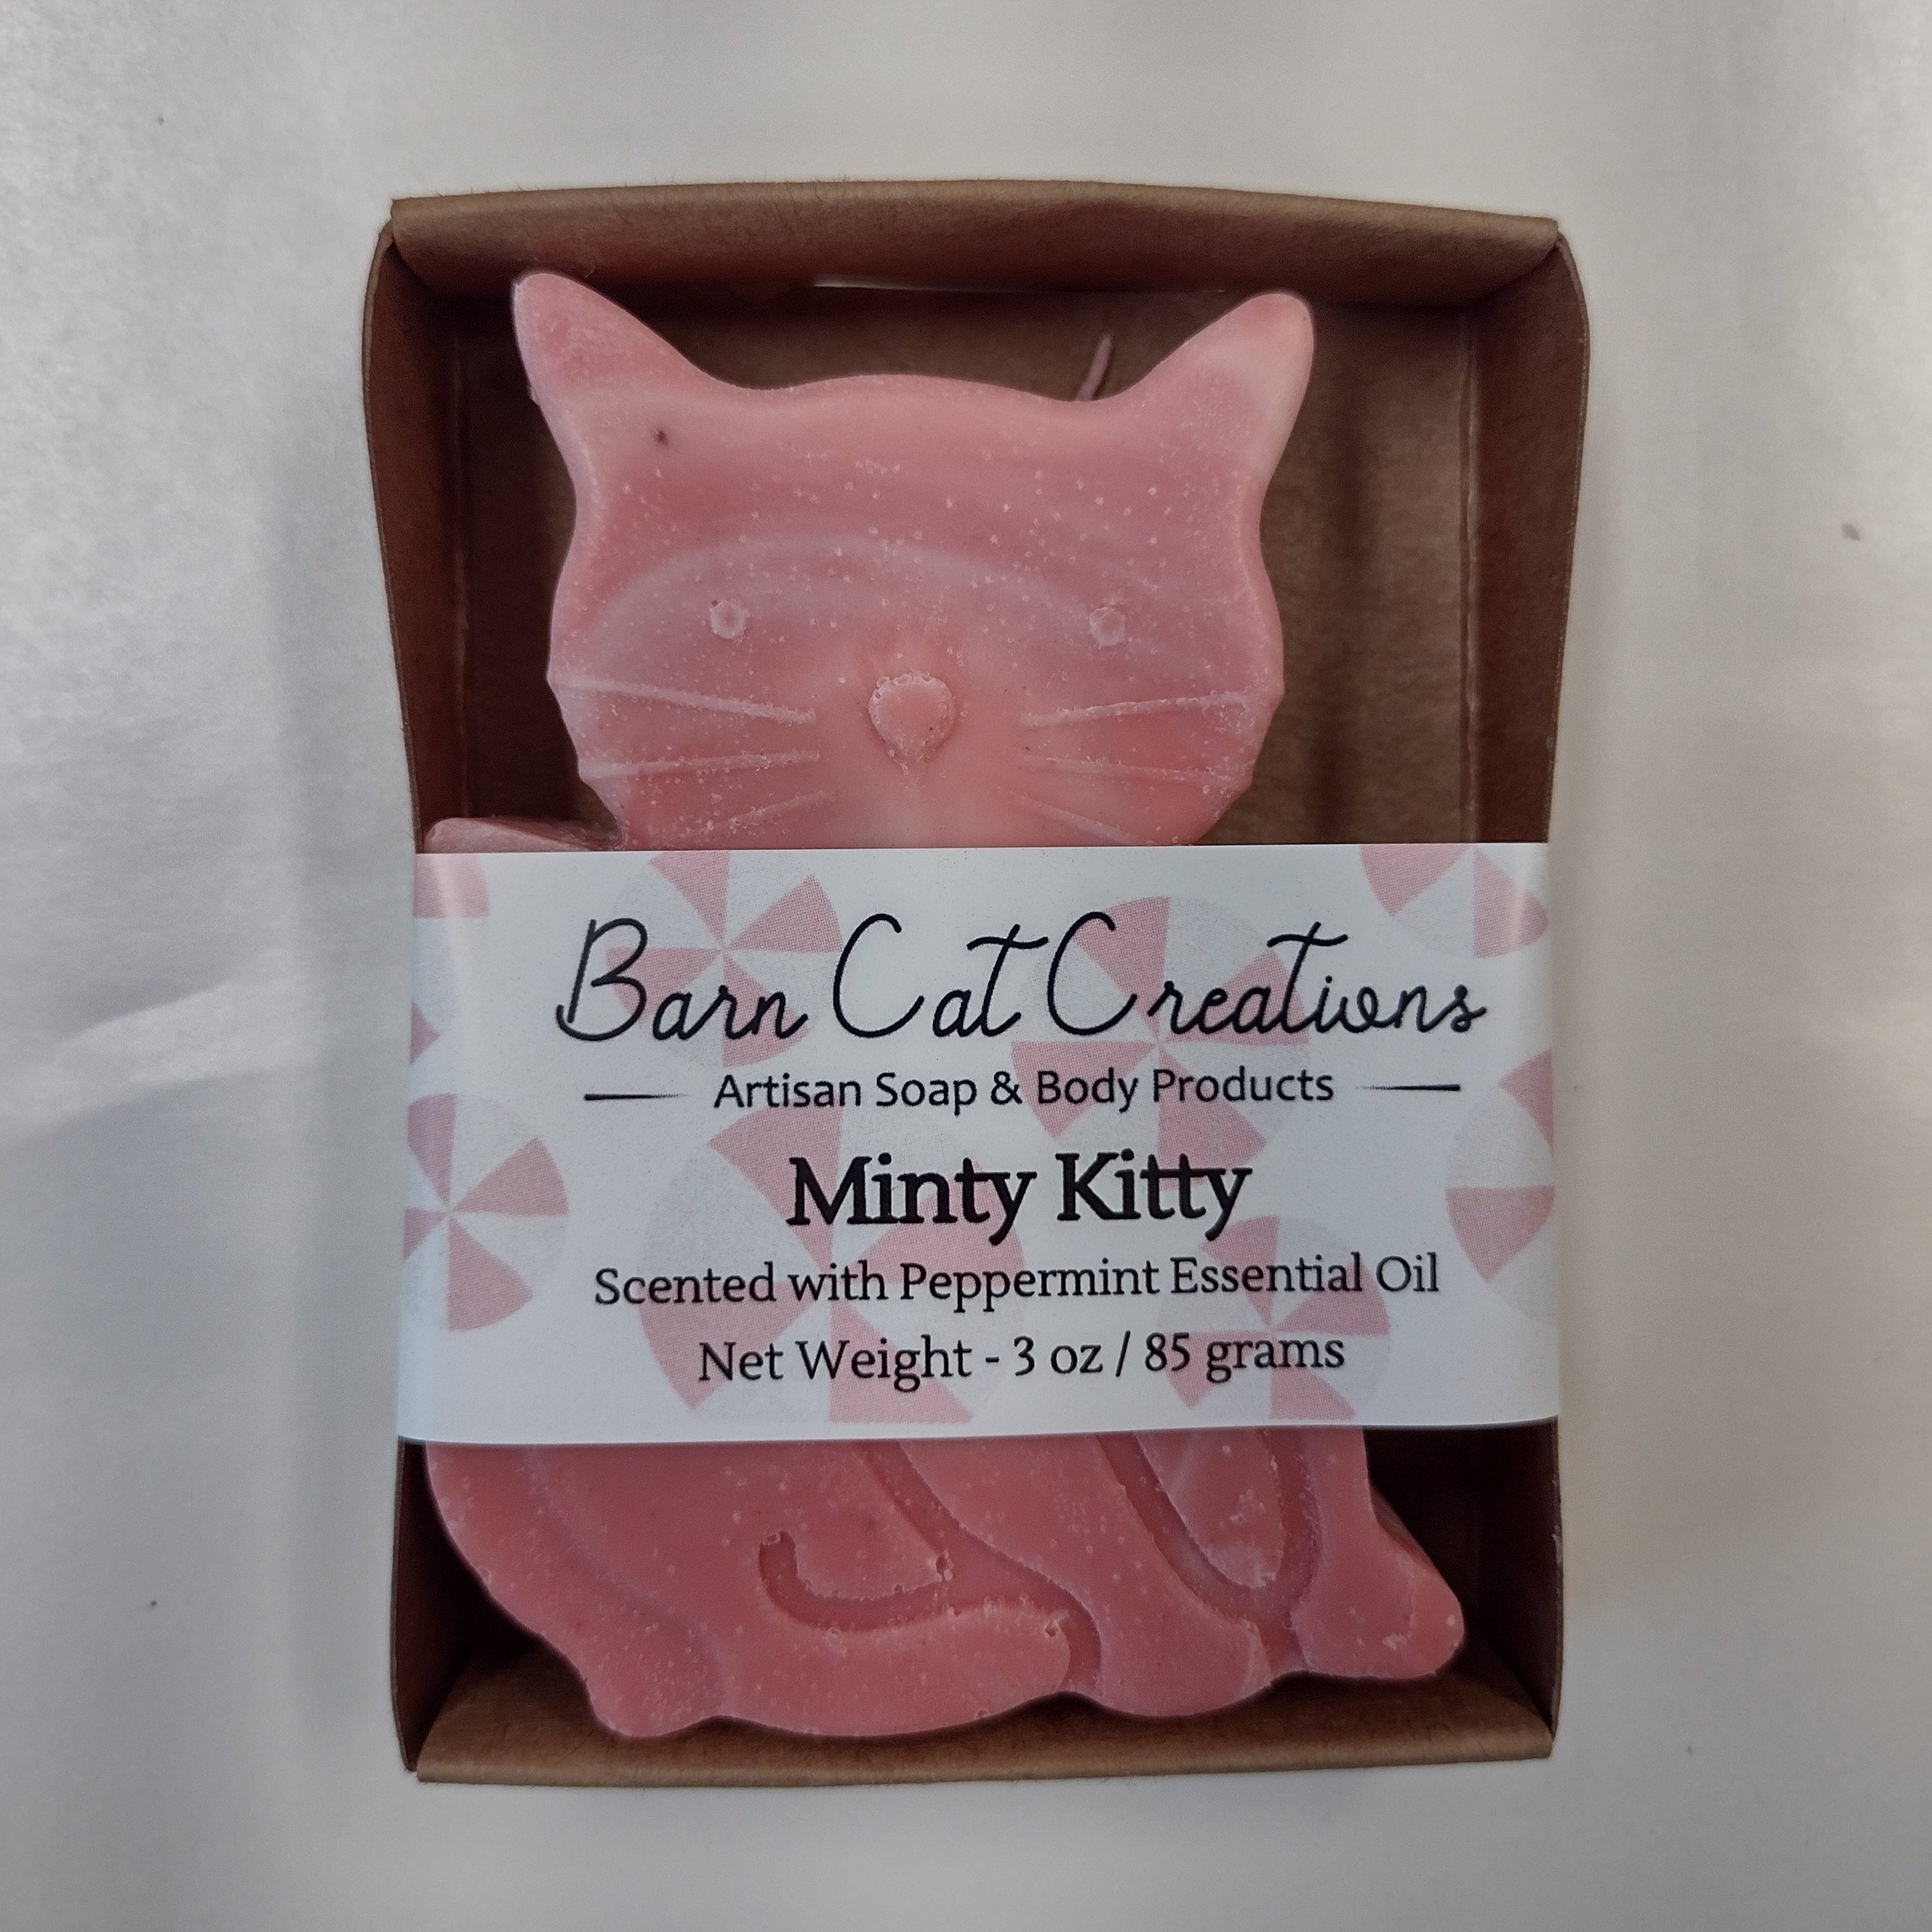 Barn Cat Creations
Artisan Soap & Body Products
Minty Kitty
Scented with Peppermint Essential Oil
Net Weight - 3 oz / 85 grams